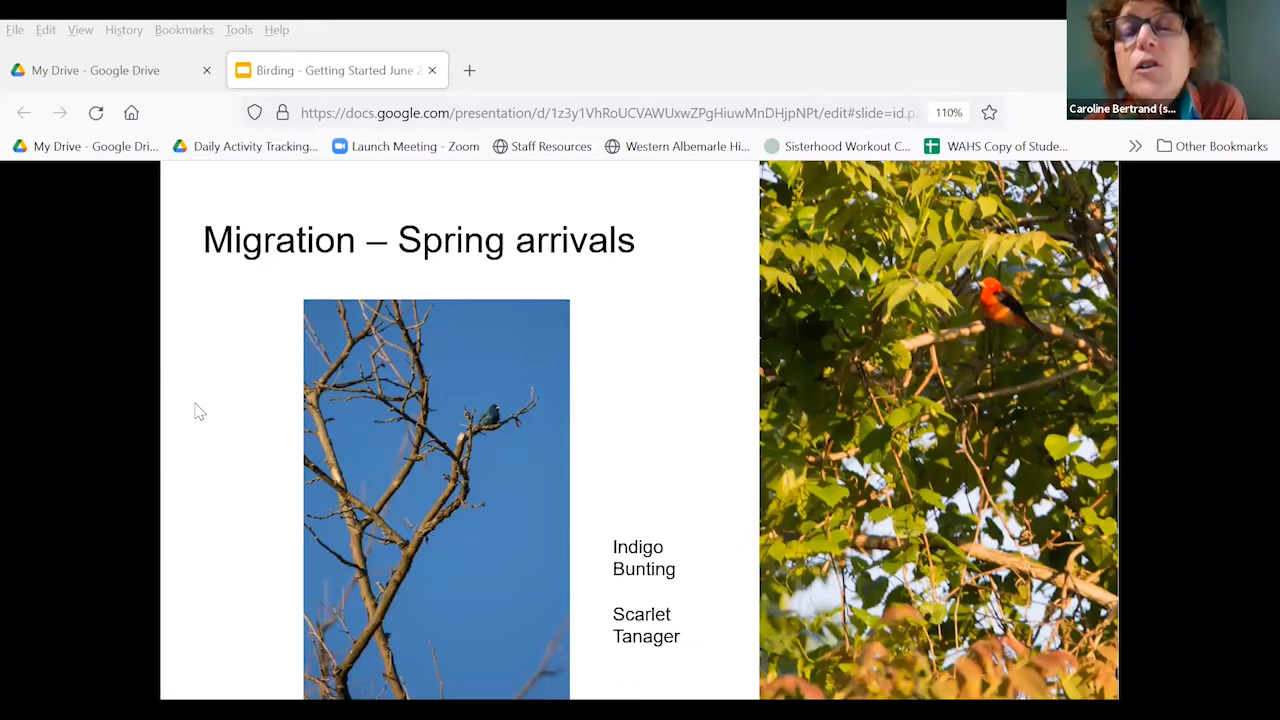 File Edit View History Bookmarks Tools Help
My Drive - Google Drive
Birding - Getting Started June 2
https://docs.google.com/presentation/d/1z3y1VhRoUCVAWUxwZPgHiuwMnDHjpNPt/edit#slide=id.p
110%
My Drive - Google Dri...
Daily Activity Tracking...
Launch Meeting - Zoom
Staff Resources
Western Albemarle Hi...
Sisterhood Workout C...
WAHS Copy of Stude...
Other Bookmarks
Caroline Bertrand (s...
Migration – Spring arrivals
Indigo
Bunting
Scarlet
Tanager